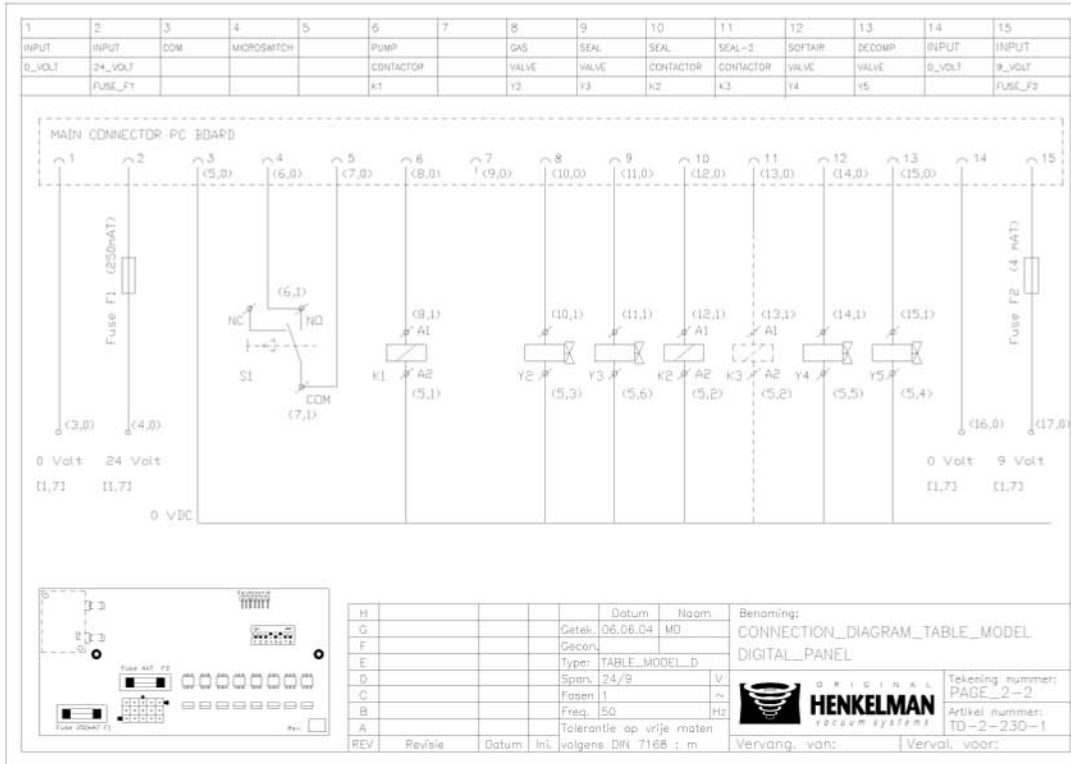 1 2 3 4 5 6 7 8 9 10 11 12 13 14 15
INPUT INPUT COM MICROSWITCH PUMP GAS SEAL SEAL SEAL-2 SOFTAIR DECOMP INPUT INPUT
0_VOLT 24_VOLT CONTACTOR VALVE VALVE CONTACTOR CONTACTOR VALVE VALVE 0_VOLT 9_VOLT
FUSE_F1 K1 Y2 Y3 K2 K3 Y4 Y5 FUSE_F2
MAIN CONNECTOR PC BOARD
1 2 3 4 5 6 7 8 9 10 11 12 13 14 15
(5,0) (6,0) (7,0) (8,0) (9,0) (10,0) (11,0) (12,0) (13,0) (14,0) (15,0)
Fuse F1 (250mAT)
Fuse F2 (4 mAT)
(6,1)
NC NO
S1
COM
(7,1)
(8,1) (10,1) (11,1) (12,1) (13,1) (14,1) (15,1)
A1 A1 A1
K1 A2 Y2 Y3 K2 A2 K3 A2 Y4 Y5
(5,1) (5,3) (5,6) (5,2) (5,2) (5,5) (5,4)
(3,0) (4,0) (16,0) (17,0)
0 Volt 24 Volt 0 Volt 9 Volt
[1,7] [1,7] [1,7] [1,7]
0 VDC
Keyboard
Fuse 4AT F2
Fuse 250mAT F1
Rev.
H Datum Naam
G Getek. 06.06.04 MD
F Gecon.
E Type: TABLE_MODEL_D
D Span. 24/9 V
C Fasen 1 ~
B Freq. 50 Hz
A Tolerantie op vrije maten
REV Revisie Datum Ini. volgens DIN 7168 : m
Benaming:
CONNECTION_DIAGRAM_TABLE_MODEL
DIGITAL_PANEL
ORIGINAL
HENKELMAN
vacuum systems
Tekening nummer:
PAGE_2-2
Artikel nummer:
TD-2-230-1
Vervang. van: Verval. voor: